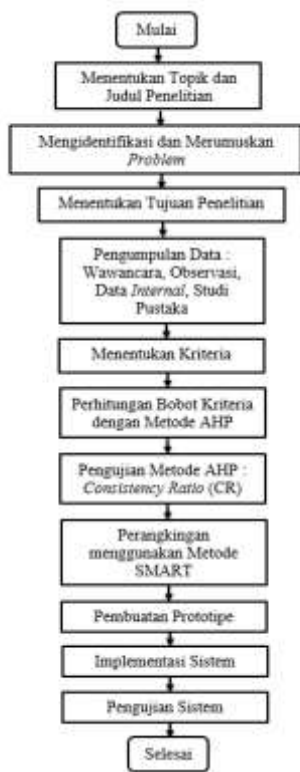 Mulai
Menentukan Topik dan
Judul Penelitian
Mengidentifikasi dan Merumuskan
Problem
Menentukan Tujuan Penelitian
Pengumpulan Data :
Wawancara, Observasi,
Data Internal, Studi
Pustaka
Menentukan Kriteria
Perhitungan Bobot Kriteria
dengan Metode AHP
Pengujian Metode AHP :
Consistency Ratio (CR)
Perangkingan
menggunakan Metode
SMART
Pembuatan Prototipe
Implementasi Sistem
Pengujian Sistem
Selesai